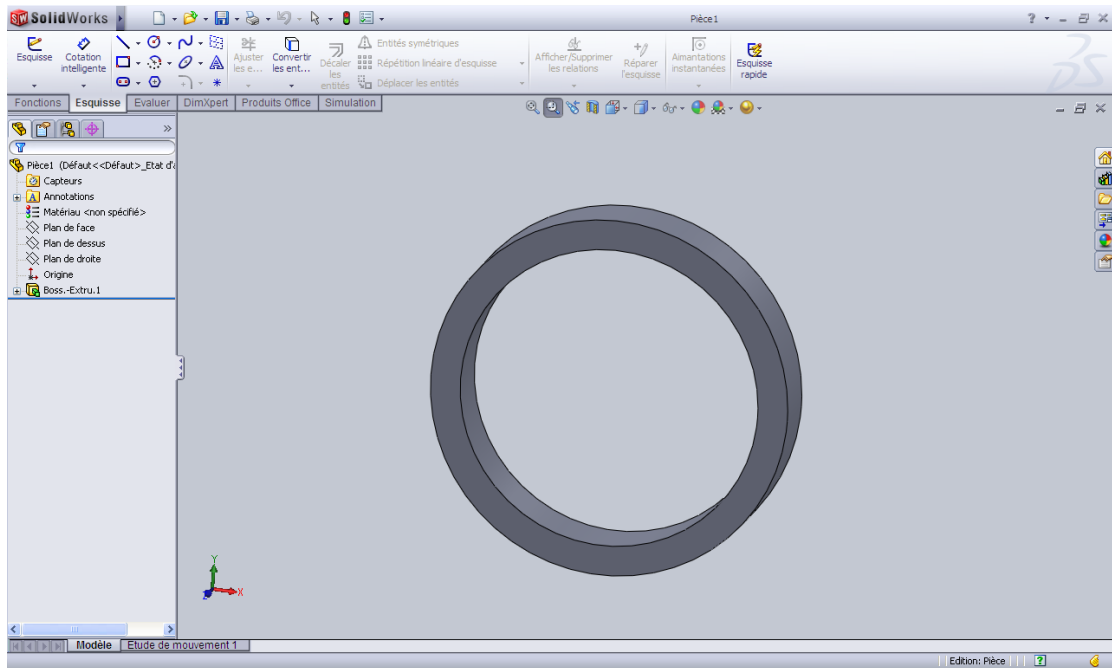 SolidWorks
Pièce1
Esquisse
Cotation intelligente
Ajuster les e...
Convertir les ent...
Décaler les entités
Entités symétriques
Répétition linéaire d'esquisse
Déplacer les entités
Afficher/Supprimer les relations
Réparer l'esquisse
Aimantations instantanées
Esquisse rapide
Fonctions Esquisse Evaluer DimXpert Produits Office Simulation
Pièce1 (Défaut<<Défaut>_Etat d'
Capteurs
Annotations
Matériau <non spécifié>
Plan de face
Plan de dessus
Plan de droite
Origine
Boss.-Extru.1
Y
X
Modèle Etude de mouvement 1
Edition: Pièce